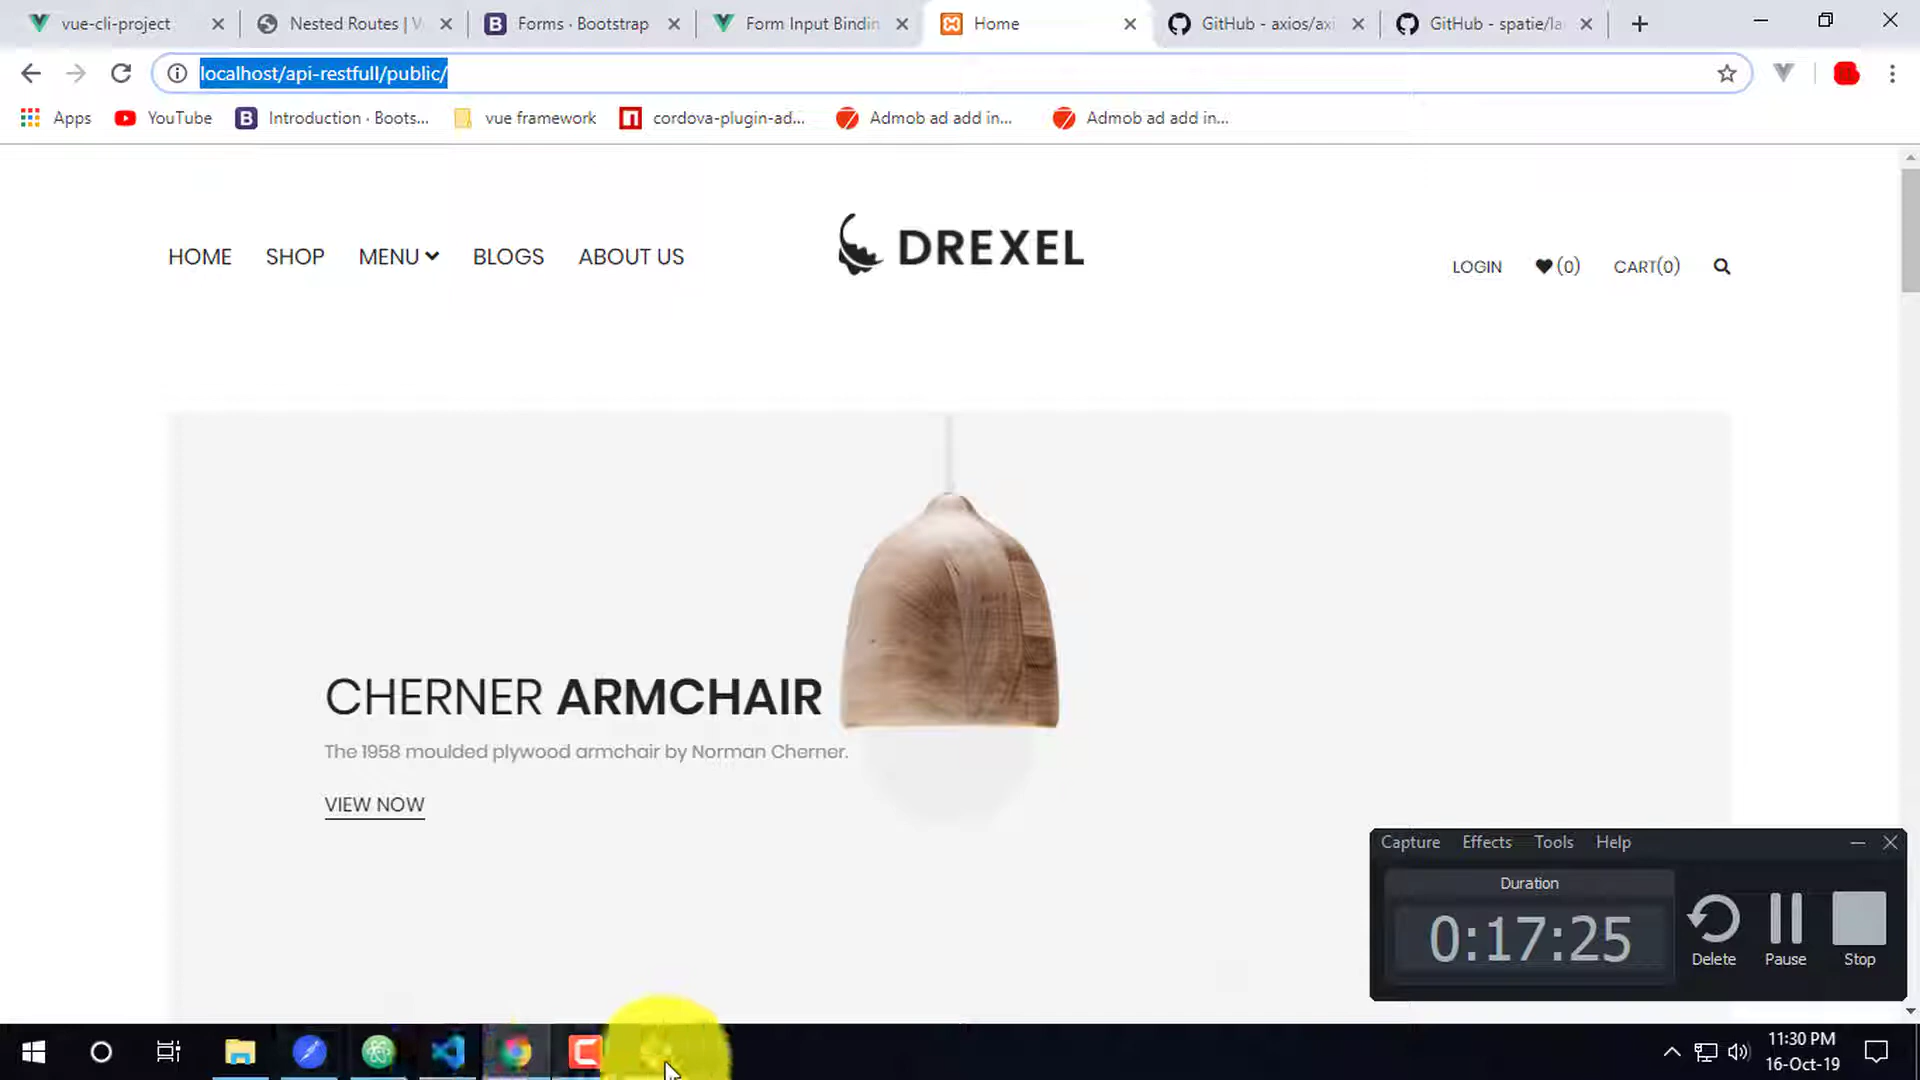 vue-cli-project
Nested Routes | V
Forms · Bootstrap
Form Input Bindin
Home
GitHub - axios/axi
GitHub - spatie/la
localhost/api-restfull/public/
Apps
YouTube
Introduction · Boots...
vue framework
cordova-plugin-ad...
Admob ad add in...
Admob ad add in...
HOME
SHOP
MENU
BLOGS
ABOUT US
DREXEL
LOGIN
(0)
CART(0)
CHERNER ARMCHAIR
The 1958 moulded plywood armchair by Norman Cherner.
VIEW NOW
Capture
Effects
Tools
Help
Duration
0:17:25
Delete
Pause
Stop
11:30 PM
16-Oct-19